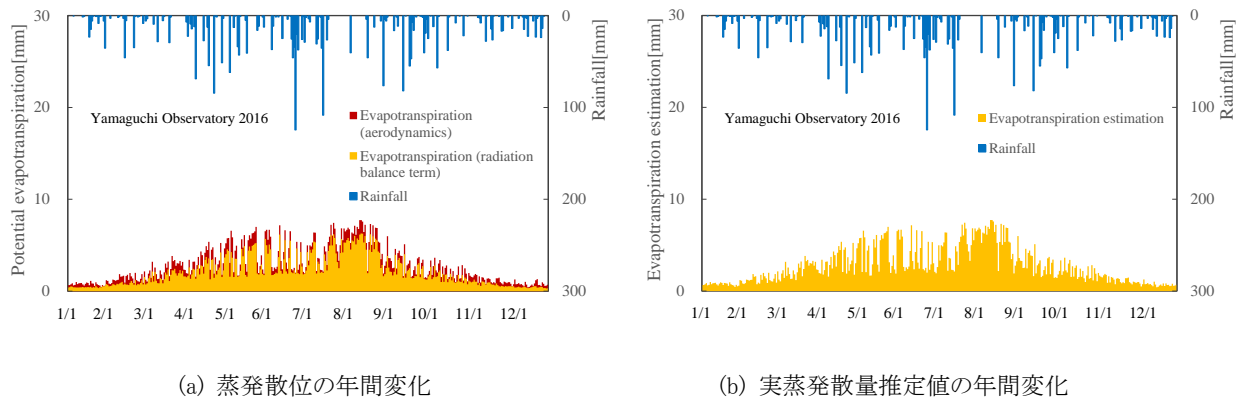 Potential evapotranspiration[mm]
30
20
10
0
0
100
200
300
Rainfall[mm]
Yamaguchi Observatory 2016
Evapotranspiration
(aerodynamics)
Evapotranspiration (radiation
balance term)
Rainfall
1/1 2/1 3/1 4/1 5/1 6/1 7/1 8/1 9/1 10/1 11/1 12/1
(a) 蒸発散位の年間変化
Evapotranspiration estimation[mm]
30
20
10
0
0
100
200
300
Rainfall[mm]
Yamaguchi Observatory 2016
Evapotranspiration estimation
Rainfall
1/1 2/1 3/1 4/1 5/1 6/1 7/1 8/1 9/1 10/1 11/1 12/1
(b) 実蒸発散量推定値の年間変化